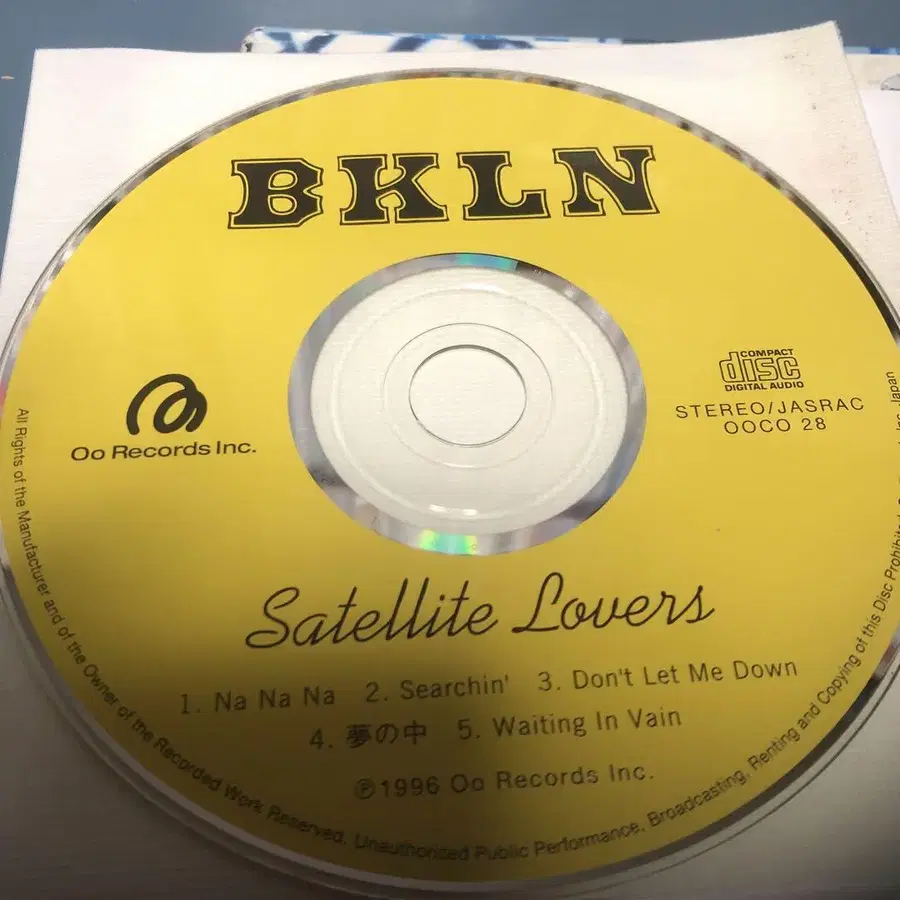 BKLN
Oo Records Inc.
COMPACT
disc
DIGITAL AUDIO
STEREO/JASRAC
OOCO 28
Satellite Lovers
1. Na Na Na 2. Searchin' 3. Don't Let Me Down
4. 夢の中 5. Waiting In Vain
℗1996 Oo Records Inc.
All Rights of the Manufacturer and of the Owner of the Recorded Work Reserved. Unauthorized Public Performance, Broadcasting, Renting and Copying of this Disc Prohibited Inc. Japan